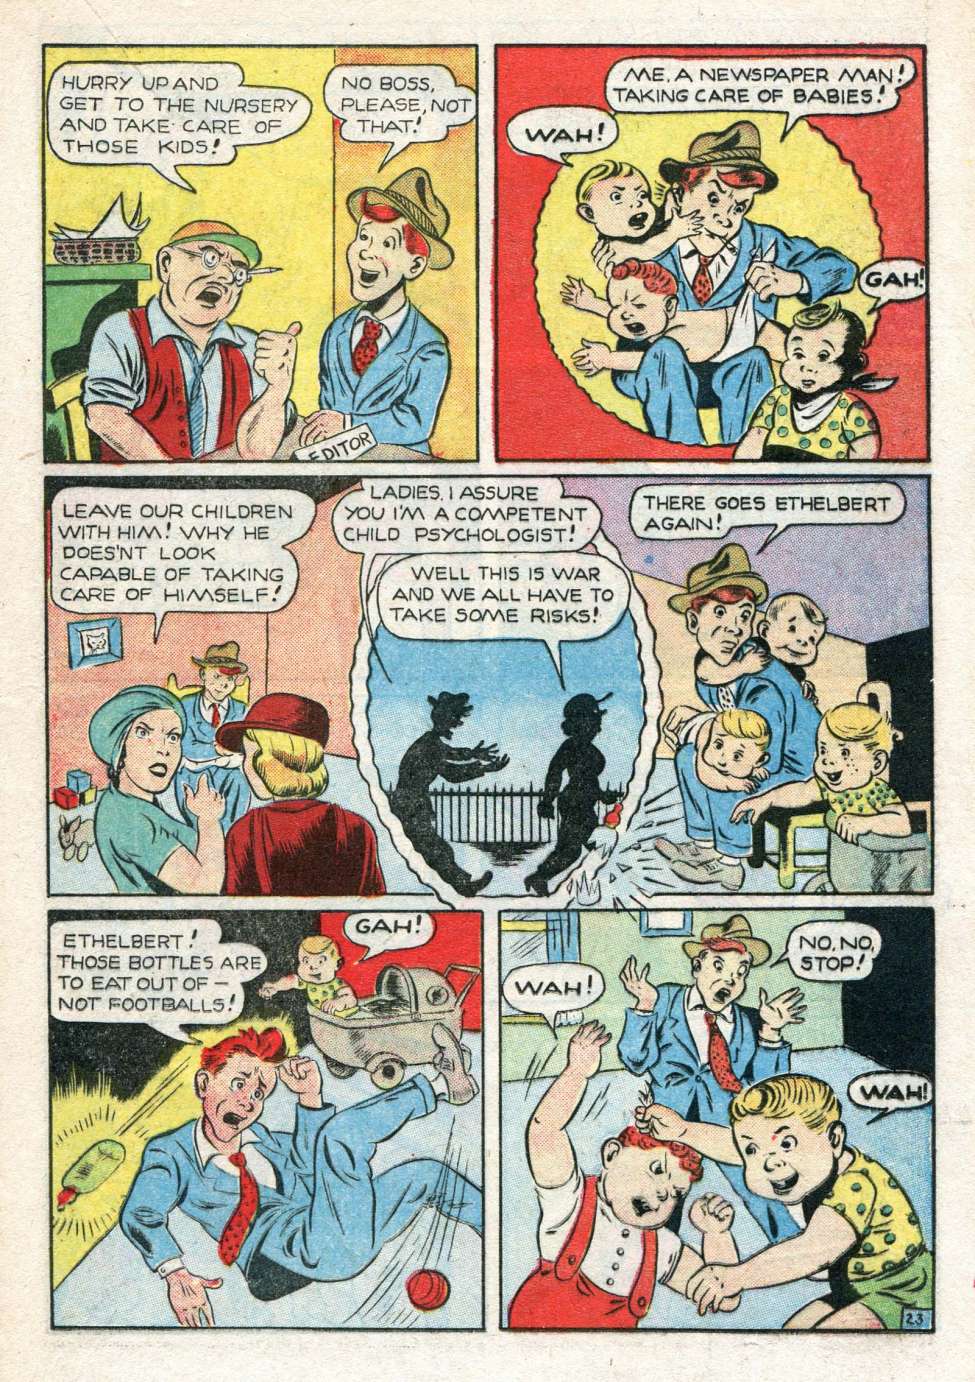 HURRY UP AND
GET TO THE NURSERY
AND TAKE CARE OF
THOSE KIDS!
NO BOSS,
PLEASE, NOT
THAT!
EDITOR
ME, A NEWSPAPER MAN!
TAKING CARE OF BABIES!
WAH!
GAH!
LEAVE OUR CHILDREN
WITH HIM! WHY HE
DOES'NT LOOK
CAPABLE OF TAKING
CARE OF HIMSELF!
LADIES, I ASSURE
YOU I'M A COMPETENT
CHILD PSYCHOLOGIST!
WELL THIS IS WAR
AND WE ALL HAVE TO
TAKE SOME RISKS!
THERE GOES ETHELBERT
AGAIN!
ETHELBERT!
THOSE BOTTLES ARE
TO EAT OUT OF -
NOT FOOTBALLS!
GAH!
WAH!
NO, NO,
STOP!
WAH!
23